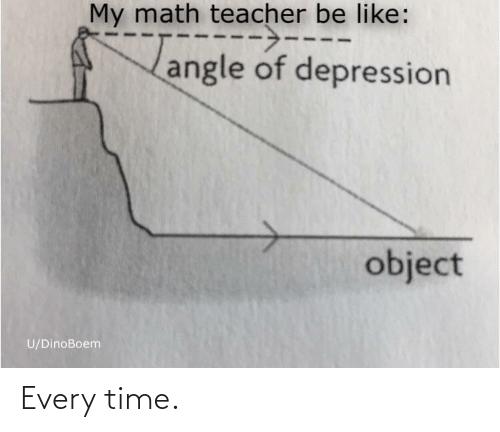 My math teacher be like:
angle of depression
object
U/DinoBoem
Every time.